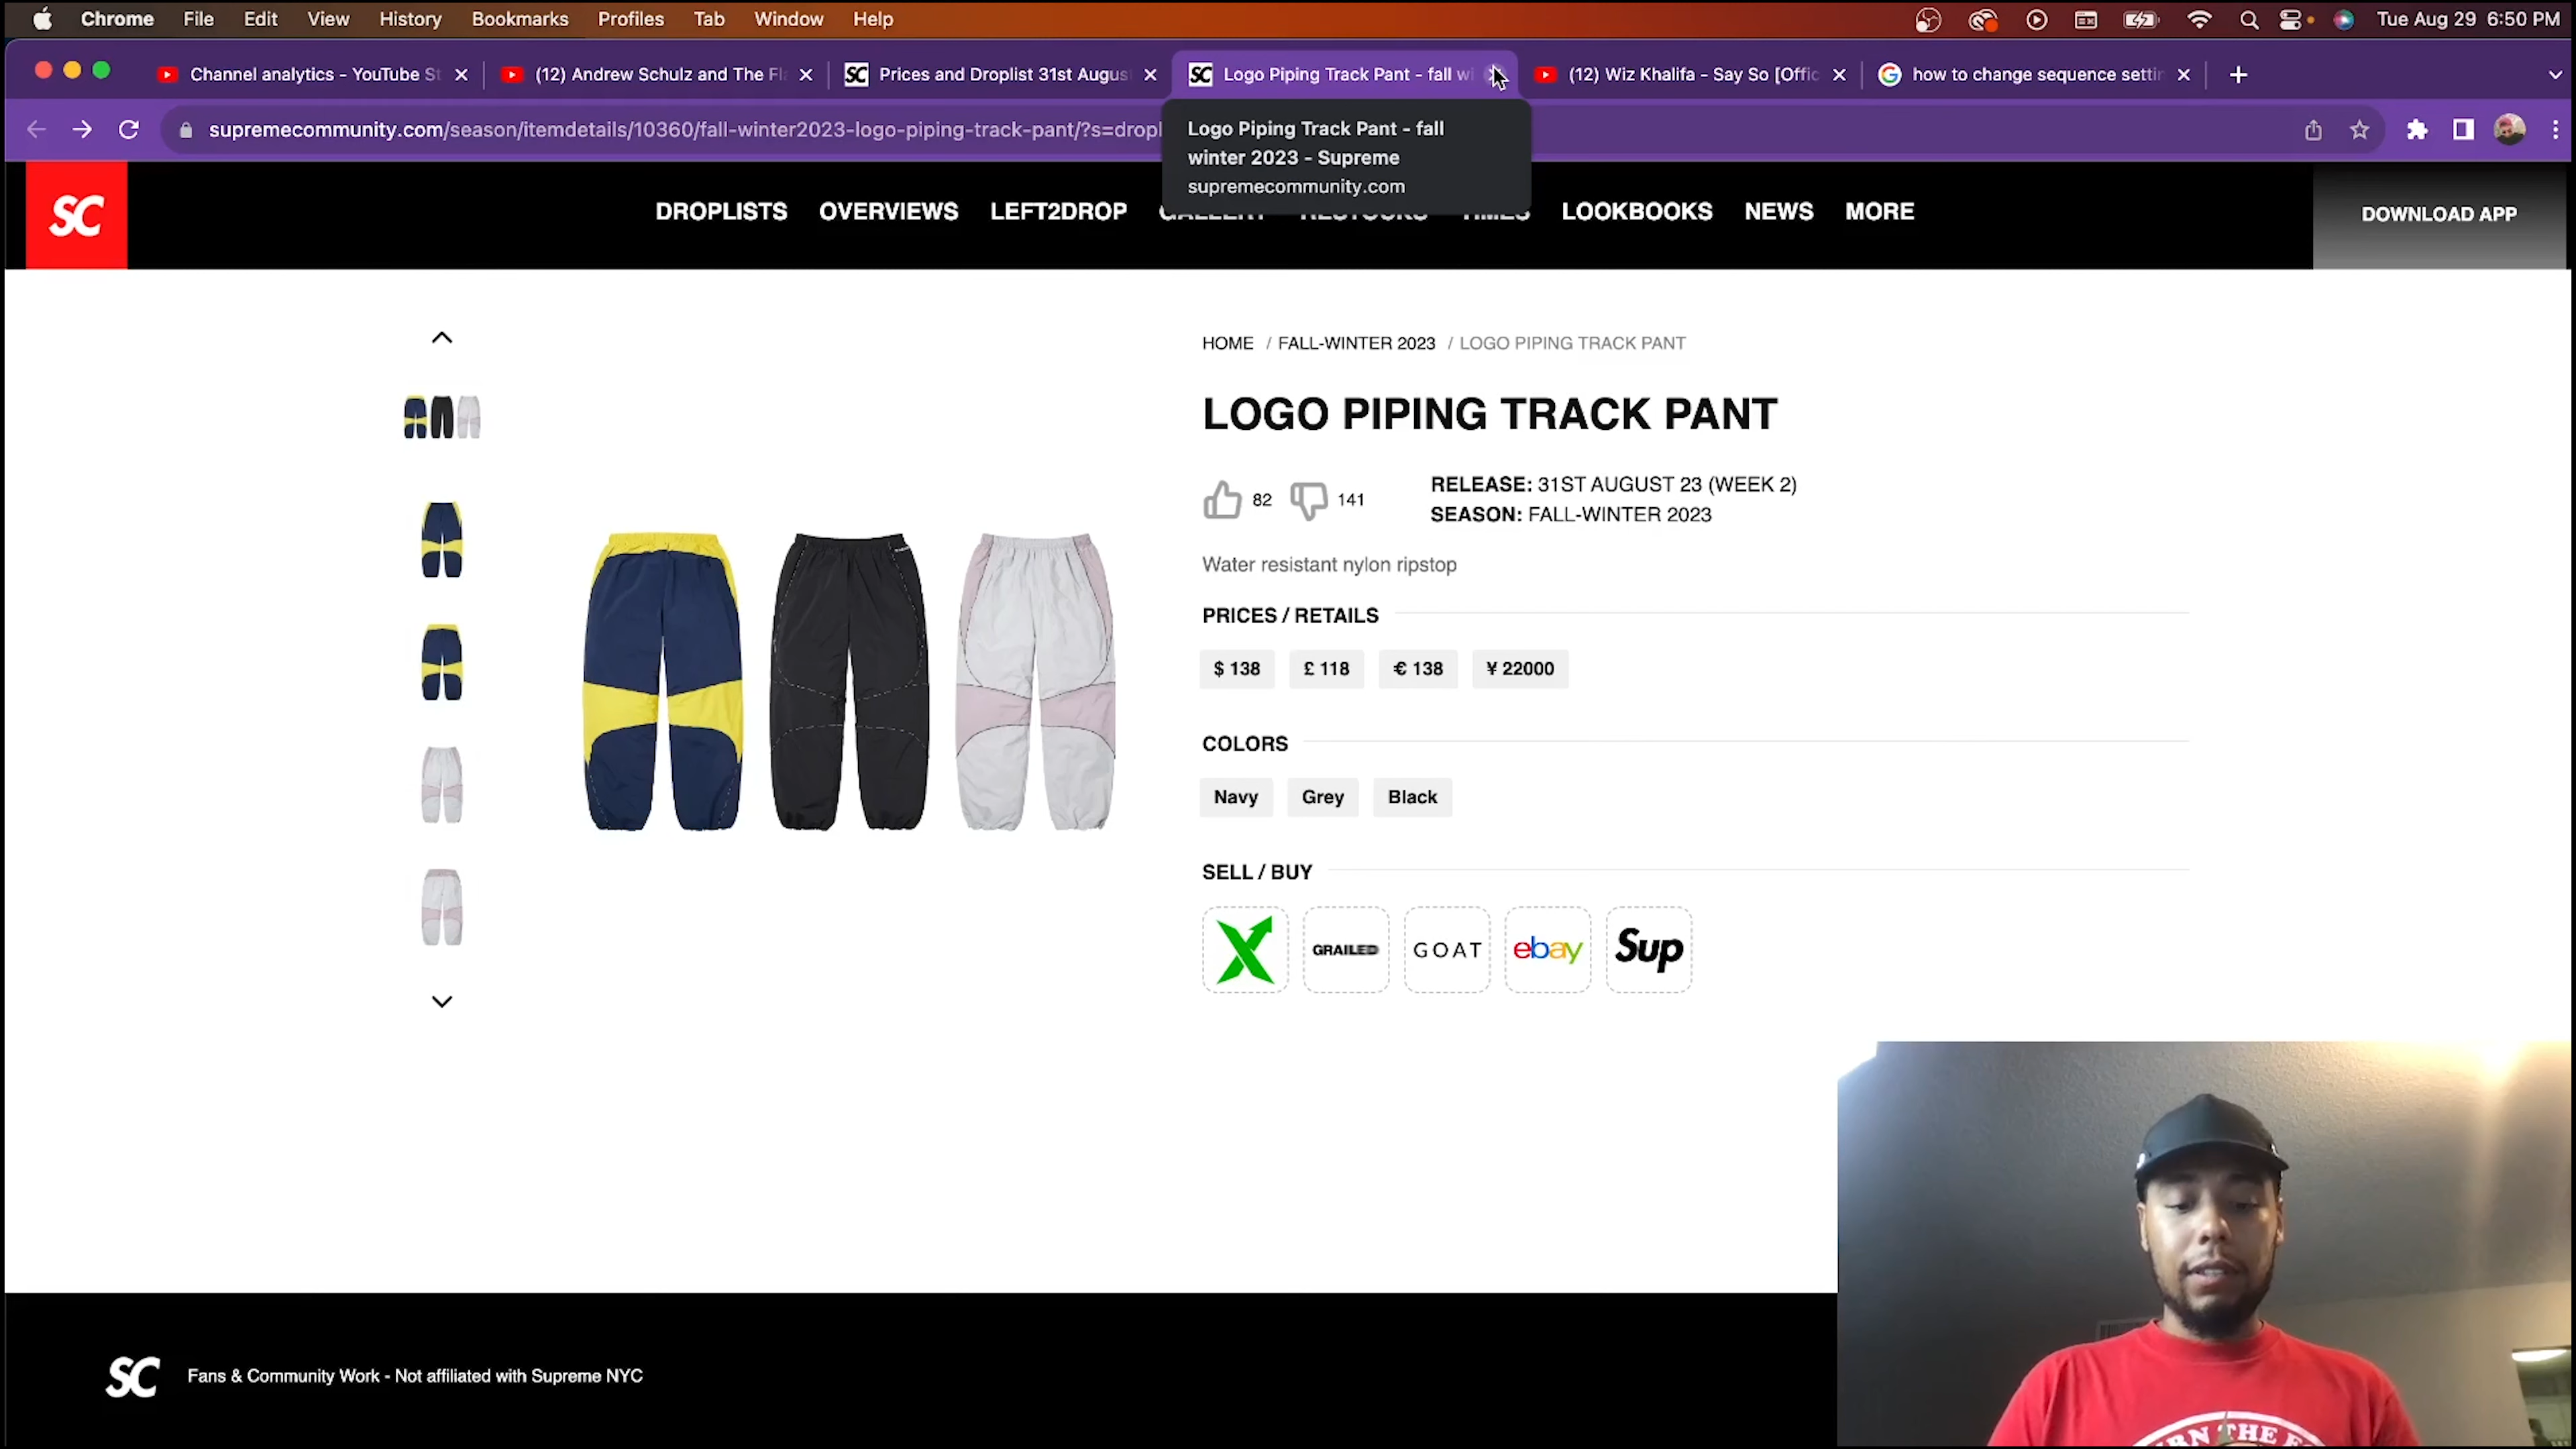 Chrome File Edit View History Bookmarks Profiles Tab Window Help Tue Aug 29 6:50 PM
Channel analytics - YouTube St (12) Andrew Schulz and The Fl Prices and Droplist 31st Augus Logo Piping Track Pant - fall wi (12) Wiz Khalifa - Say So [Offic how to change sequence settin
supremecommunity.com/season/itemdetails/10360/fall-winter2023-logo-piping-track-pant/?s=dropl
Logo Piping Track Pant - fall
winter 2023 - Supreme
supremecommunity.com
SC DROPLISTS OVERVIEWS LEFT2DROP GALLERY RESTOCKS TIMES LOOKBOOKS NEWS MORE DOWNLOAD APP
HOME / FALL-WINTER 2023 / LOGO PIPING TRACK PANT
LOGO PIPING TRACK PANT
82 141
RELEASE: 31ST AUGUST 23 (WEEK 2)
SEASON: FALL-WINTER 2023
Water resistant nylon ripstop
PRICES / RETAILS
$ 138 £ 118 € 138 ¥ 22000
COLORS
Navy Grey Black
SELL / BUY
X GRAILED GOAT ebay Sup
SC Fans & Community Work - Not affiliated with Supreme NYC
THE